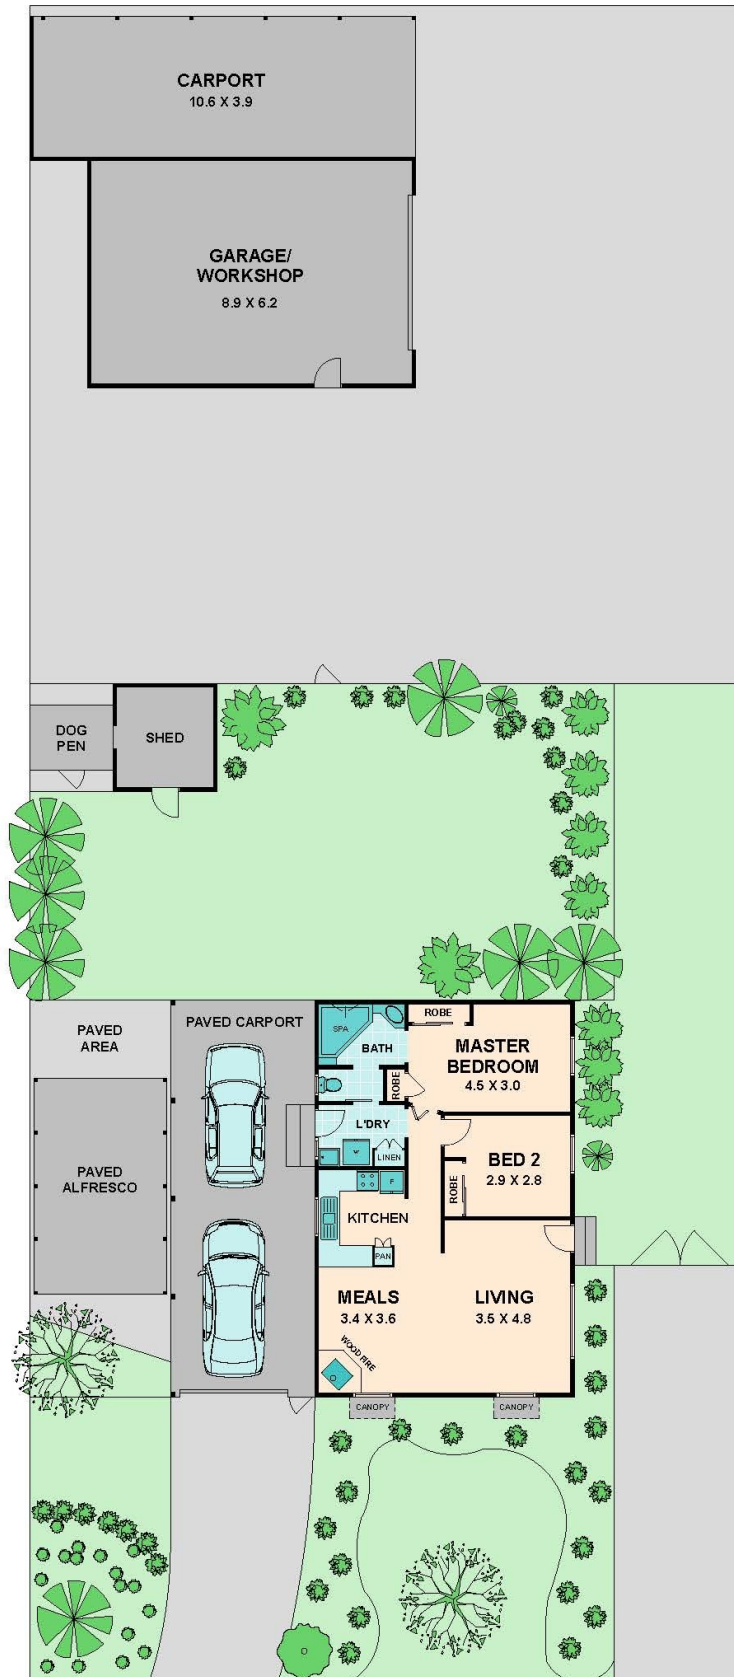 CARPORT
10.6 X 3.9
GARAGE/
WORKSHOP
8.9 X 6.2
DOG
PEN
SHED
PAVED
AREA
PAVED CARPORT
SPA
BATH
ROBE
MASTER
BEDROOM
4.5 X 3.0
ROBE
L'DRY
W
LINEN
BED 2
2.9 X 2.8
ROBE
PAVED
ALFRESCO
F
KITCHEN
PAN
MEALS
3.4 X 3.6
LIVING
3.5 X 4.8
WOOD FIRE
CANOPY
CANOPY